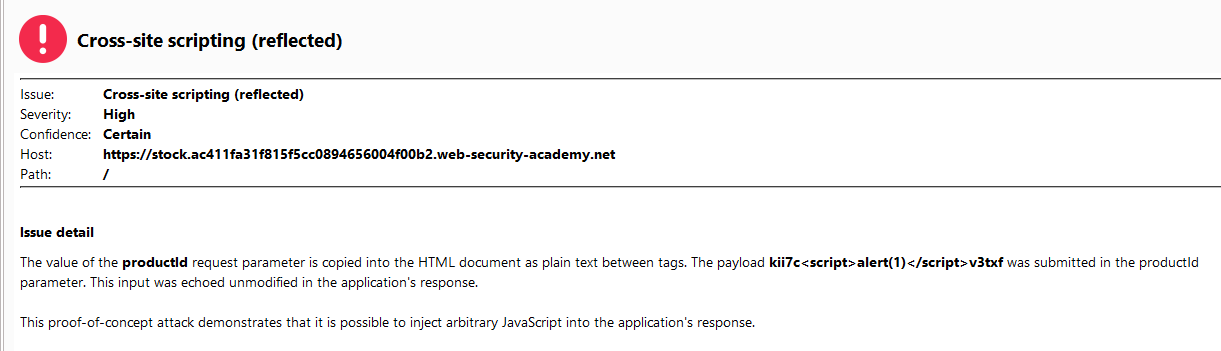 Cross-site scripting (reflected)
Issue: Cross-site scripting (reflected)
Severity: High
Confidence: Certain
Host: https://stock.ac411fa31f815f5cc0894656004f00b2.web-security-academy.net
Path: /
Issue detail
The value of the productId request parameter is copied into the HTML document as plain text between tags. The payload kii7c<script>alert(1)</script>v3txf was submitted in the productId
parameter. This input was echoed unmodified in the application's response.
This proof-of-concept attack demonstrates that it is possible to inject arbitrary JavaScript into the application's response.